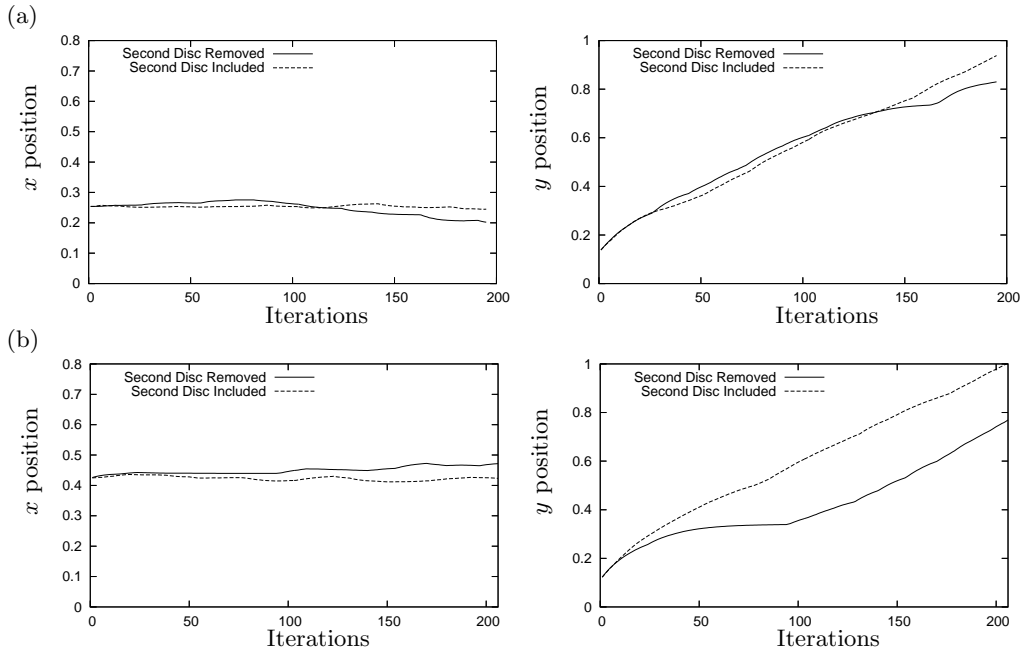 (a)
0.8
0.7
0.6
0.5
0.4
0.3
0.2
0.1
0
x position
Second Disc Removed
Second Disc Included
0 50 100 150 200
Iterations
1
0.8
0.6
0.4
0.2
0
y position
Second Disc Removed
Second Disc Included
0 50 100 150 200
Iterations
(b)
0.8
0.7
0.6
0.5
0.4
0.3
0.2
0.1
0
x position
Second Disc Removed
Second Disc Included
0 50 100 150 200
Iterations
1
0.8
0.6
0.4
0.2
0
y position
Second Disc Removed
Second Disc Included
0 50 100 150 200
Iterations